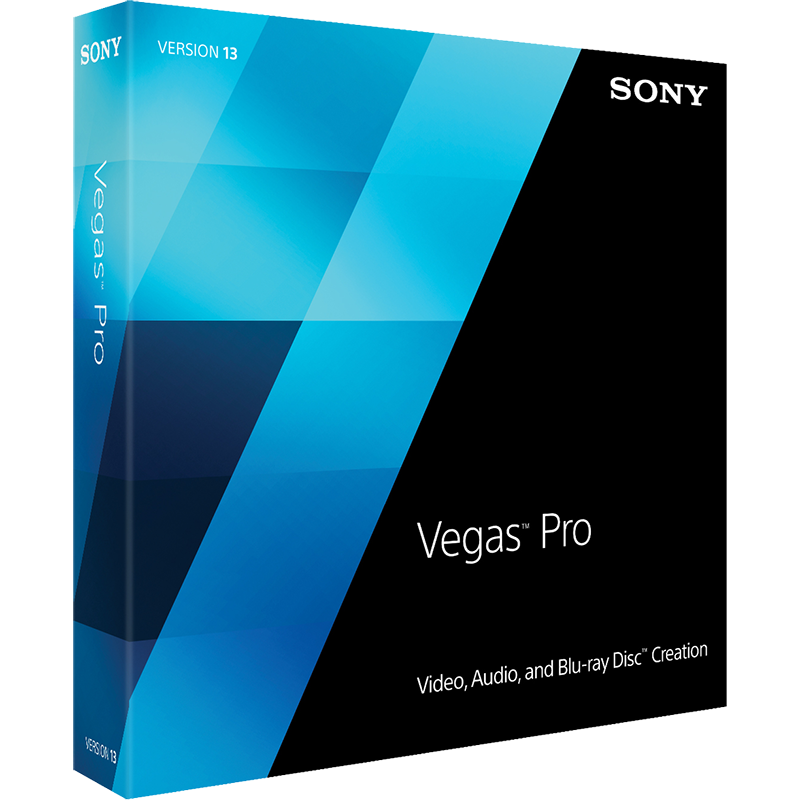 SONY
Vegas™ Pro
VERSION 13
VERSION 13
SONY
Vegas™ Pro
Video, Audio, and Blu-ray Disc™ Creation